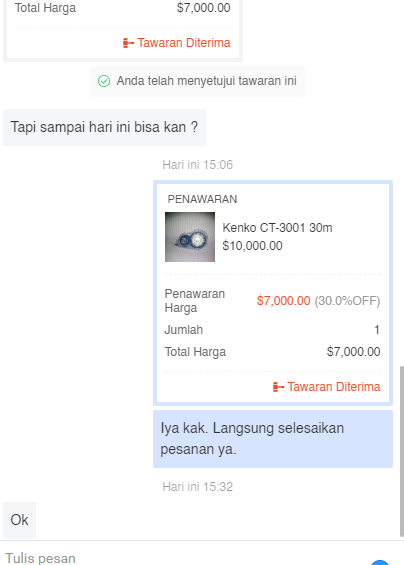 Total Harga $7,000.00
Tawaran Diterima
Anda telah menyetujui tawaran ini
Tapi sampai hari ini bisa kan ?
Hari ini 15:06
PENAWARAN
Kenko CT-3001 30m
$10,000.00
Penawaran
Harga
$7,000.00 (30.0%OFF)
Jumlah 1
Total Harga $7,000.00
Tawaran Diterima
Iya kak. Langsung selesaikan
pesanan ya.
Hari ini 15:32
Ok
Tulis pesan